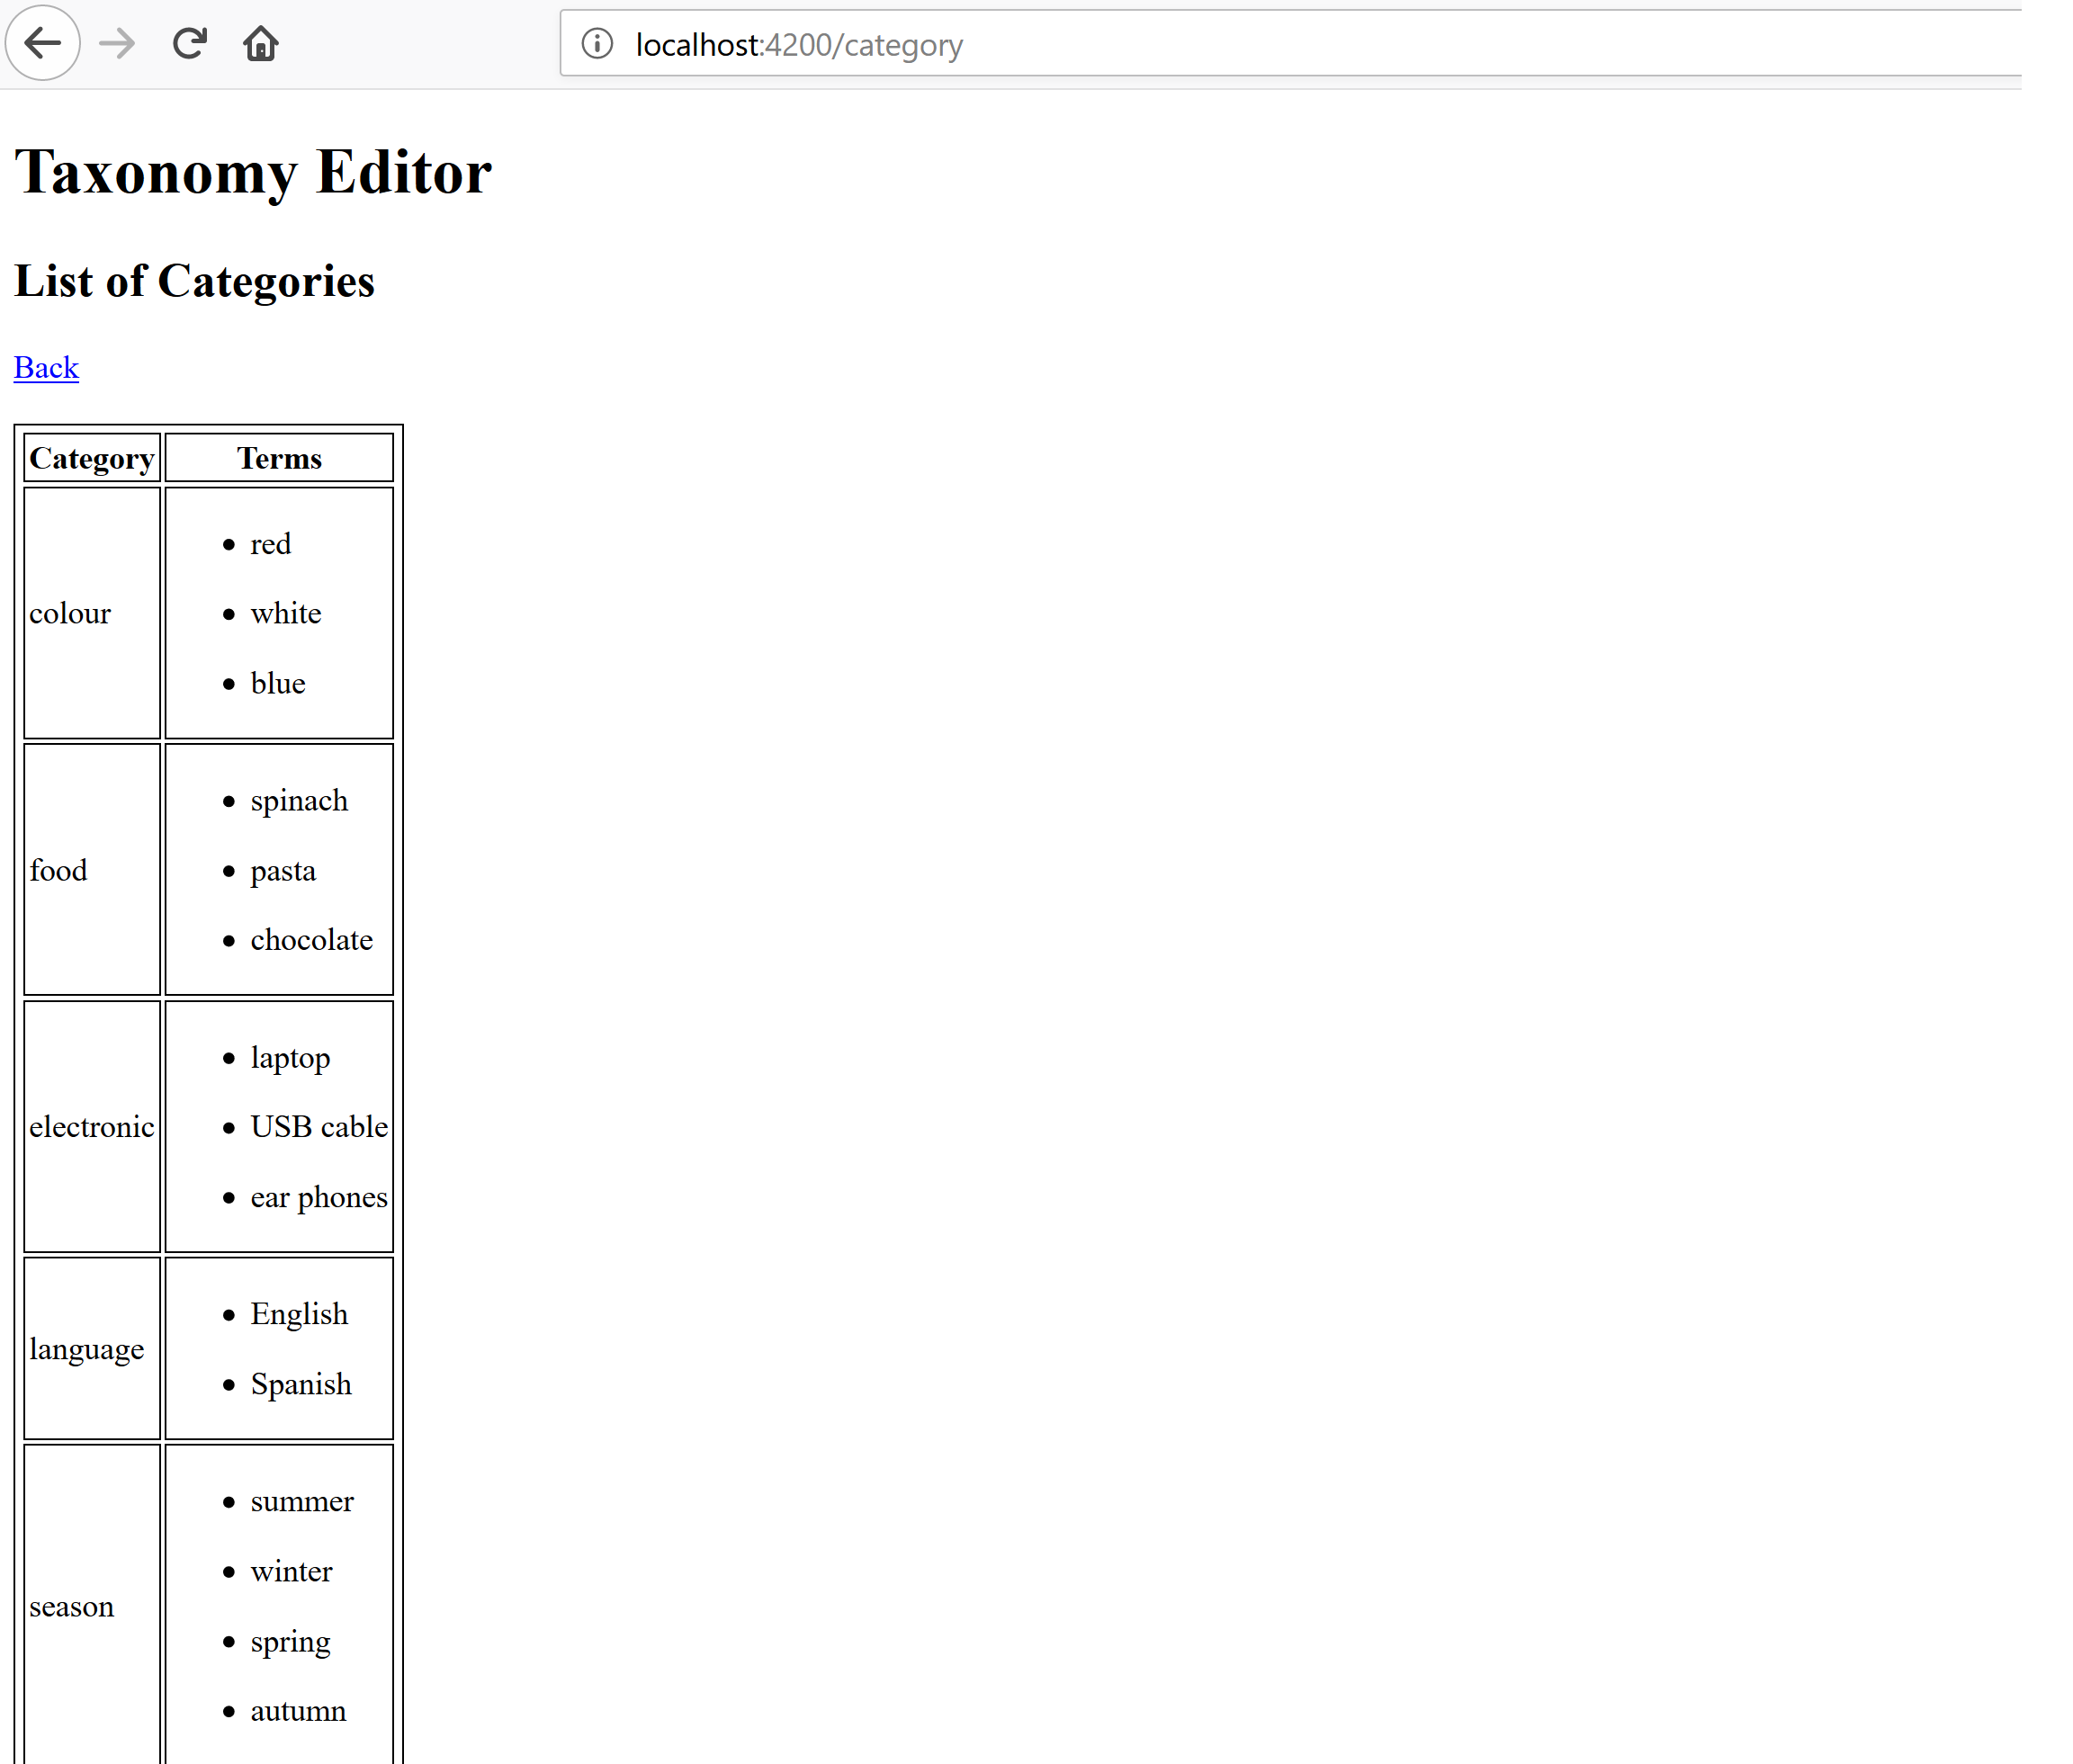 localhost:4200/category
Taxonomy Editor
List of Categories
Back
Category Terms
colour
red
white
blue
food
spinach
pasta
chocolate
electronic
laptop
USB cable
ear phones
language
English
Spanish
season
summer
winter
spring
autumn